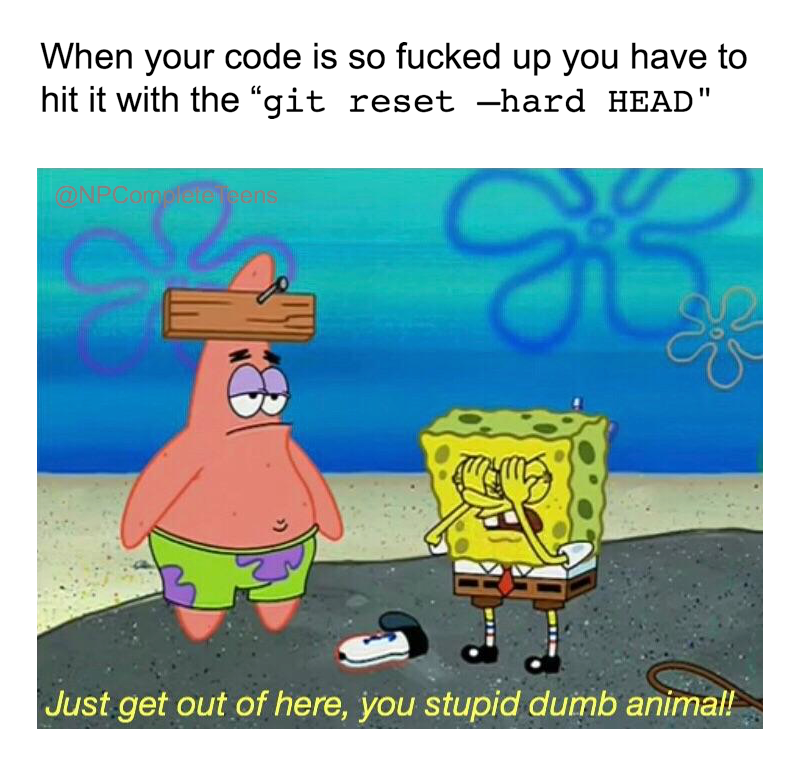 When your code is so fucked up you have to
hit it with the “git reset —hard HEAD"
@NPCompleteTeens
Just get out of here, you stupid dumb animal!